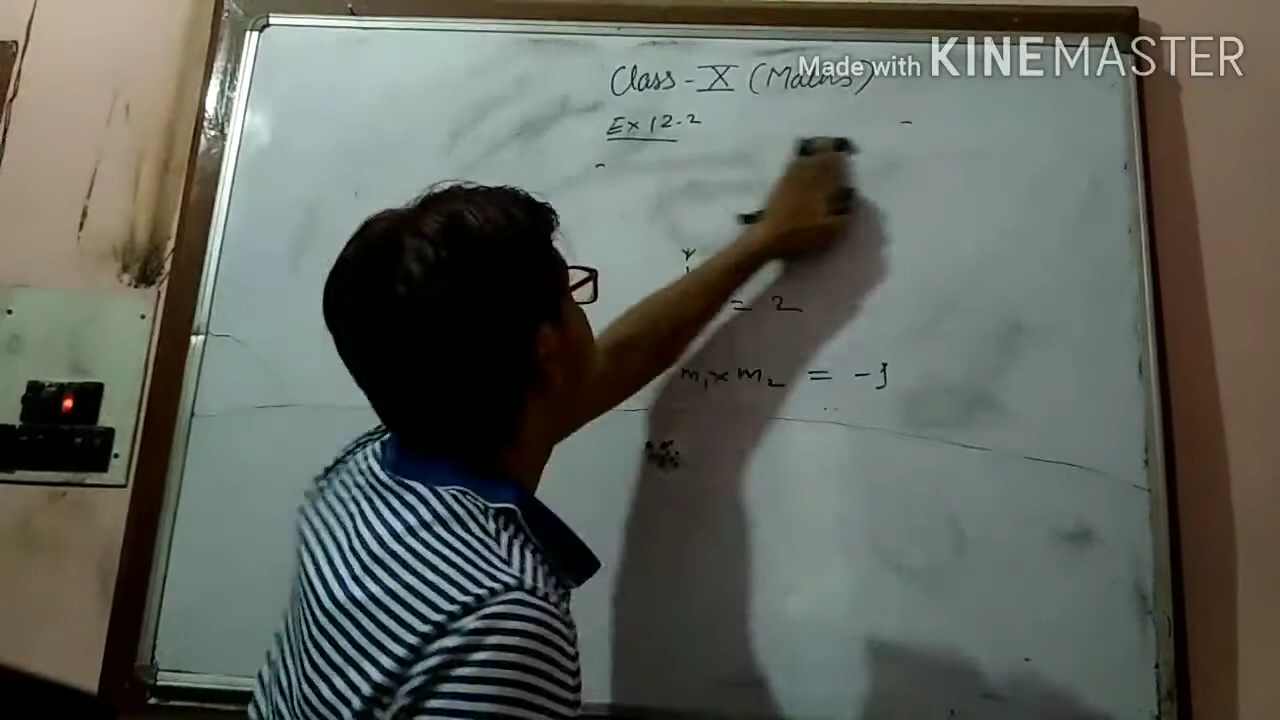 Made with KINEMASTER
Class - X (Maths)
Ex 12.2
= 2
m₁ × m₂ = -1